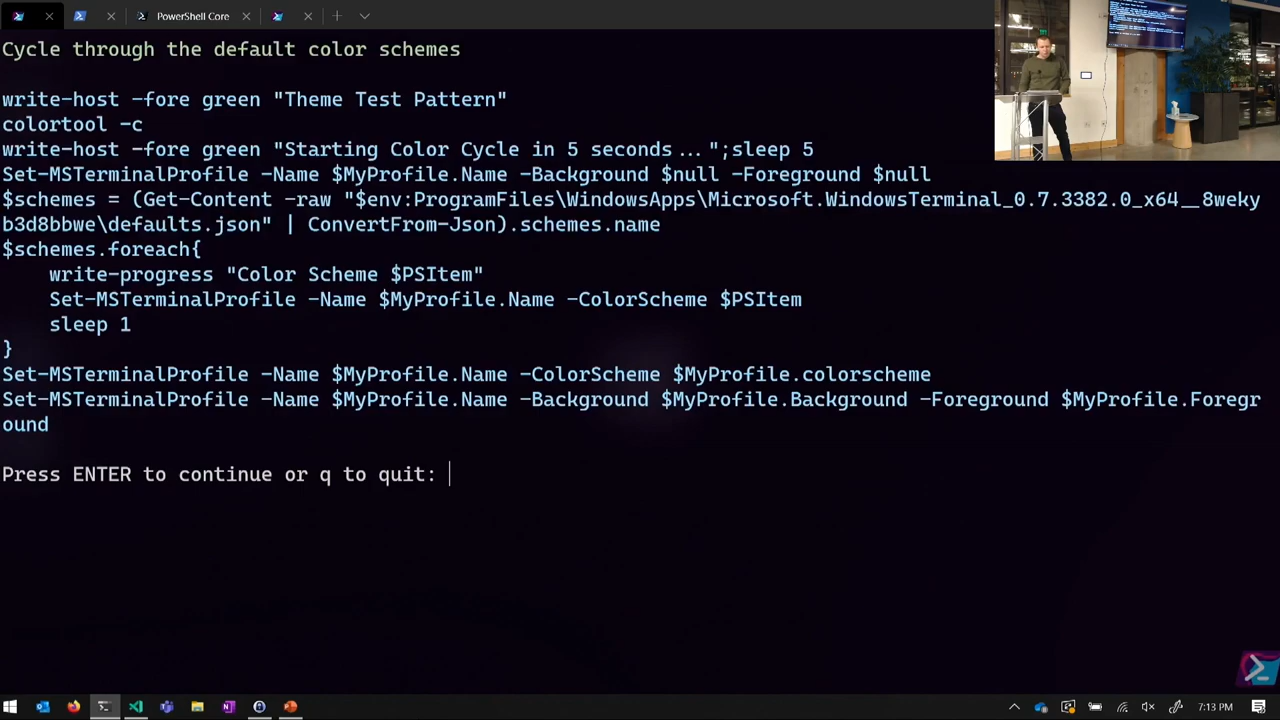 PowerShell Core
Cycle through the default color schemes
write-host -fore green "Theme Test Pattern"
colortool -c
write-host -fore green "Starting Color Cycle in 5 seconds...";sleep 5
Set-MSTerminalProfile -Name $MyProfile.Name -Background $null -Foreground $null
$schemes = (Get-Content -raw "$env:ProgramFiles\WindowsApps\Microsoft.WindowsTerminal_0.7.3382.0_x64__8weky
b3d8bbwe\defaults.json" | ConvertFrom-Json).schemes.name
$schemes.foreach{
    write-progress "Color Scheme $PSItem"
    Set-MSTerminalProfile -Name $MyProfile.Name -ColorScheme $PSItem
    sleep 1
}
Set-MSTerminalProfile -Name $MyProfile.Name -ColorScheme $MyProfile.colorscheme
Set-MSTerminalProfile -Name $MyProfile.Name -Background $MyProfile.Background -Foreground $MyProfile.Foregr
ound
Press ENTER to continue or q to quit:
7:13 PM